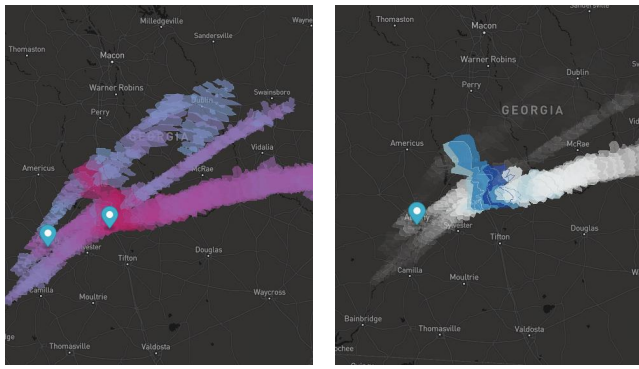 Milledgeville
Wayne
Sandersville
Thomaston
Macon
Warner Robins
Swainsboro
Perry
Dublin
GEORGIA
Vidalia
Americus
McRae
Douglas
Tifton
Camilla
Moultrie
Waycross
Thomasville
Valdosta
Sandersville
Thomaston
Macon
Warner Robins
Dublin
Perry
GEORGIA
Americus
McRae
Tifton
Douglas
Camilla
Moultrie
Bainbridge
Thomasville
Valdosta